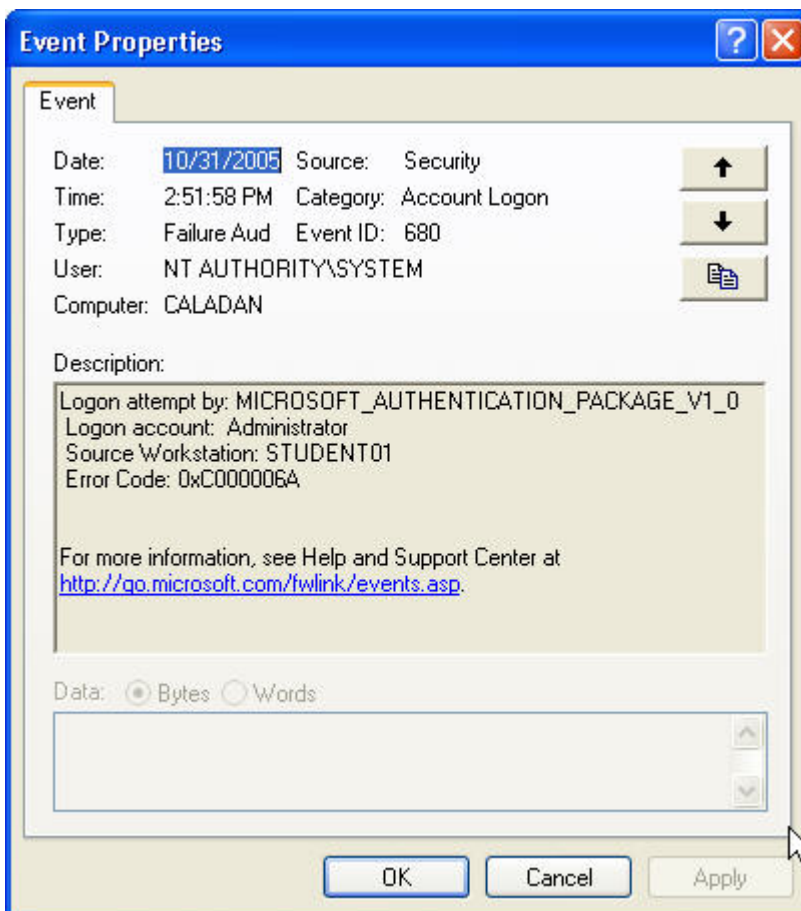 Event Properties
Event
Date: 10/31/2005 Source: Security
Time: 2:51:58 PM Category: Account Logon
Type: Failure Aud Event ID: 680
User: NT AUTHORITY\SYSTEM
Computer: CALADAN
Description:
Logon attempt by: MICROSOFT_AUTHENTICATION_PACKAGE_V1_0
Logon account: Administrator
Source Workstation: STUDENT01
Error Code: 0xC000006A
For more information, see Help and Support Center at
http://go.microsoft.com/fwlink/events.asp.
Data: Bytes Words
OK Cancel Apply